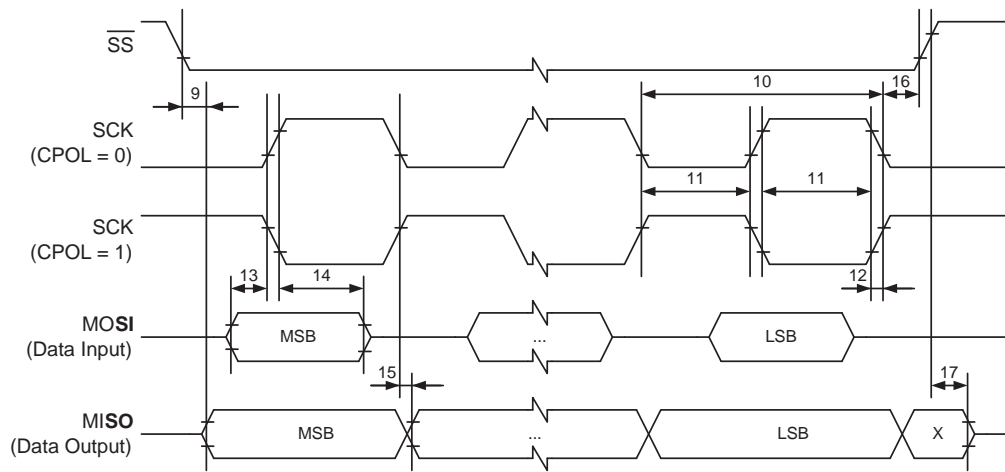 SS
10
16
9
SCK
(CPOL = 0)
11
11
SCK
(CPOL = 1)
12
13
14
MOSI
(Data Input)
MSB
...
LSB
15
17
MISO
(Data Output)
MSB
...
LSB
X